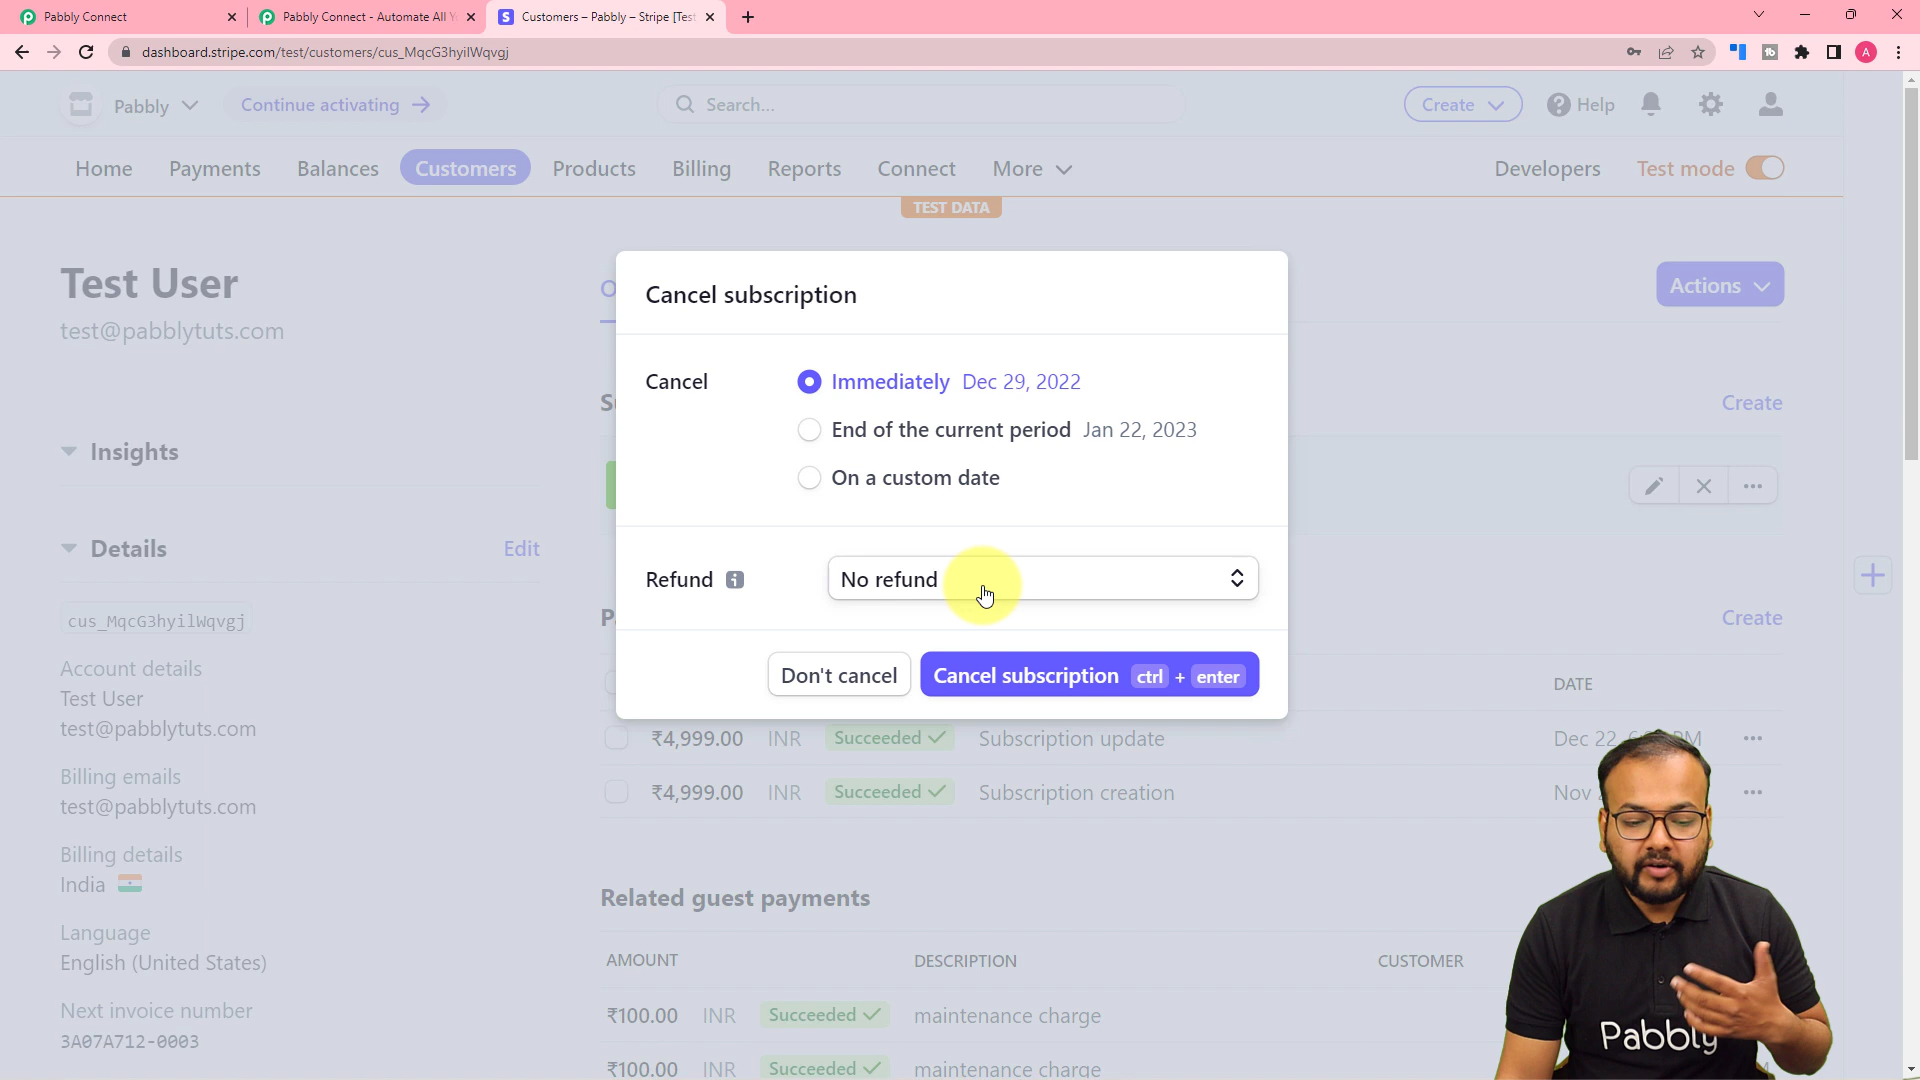 Pabbly Connect
Pabbly Connect - Automate All Y
Customers – Pabbly – Stripe [Test
dashboard.stripe.com/test/customers/cus_MqcG3hyilWqvgj
A
Pabbly
Continue activating →
Search...
Create
Help
Home
Payments
Balances
Customers
Products
Billing
Reports
Connect
More
Developers
Test mode
TEST DATA
Test User
test@pabblytuts.com
Actions
Cancel subscription
Cancel
Immediately Dec 29, 2022
End of the current period Jan 22, 2023
On a custom date
Create
Insights
Details
Edit
Refund
No refund
Create
Don't cancel
Cancel subscription ctrl + enter
cus_MqcG3hyilWqvgj
Account details
Test User
test@pabblytuts.com
Billing emails
test@pabblytuts.com
Billing details
India
Language
English (United States)
Next invoice number
3A07A712-0003
DATE
₹4,999.00 INR Succeeded ✓ Subscription update Dec 22,
₹4,999.00 INR Succeeded ✓ Subscription creation Nov
Related guest payments
AMOUNT DESCRIPTION CUSTOMER
₹100.00 INR Succeeded ✓ maintenance charge
₹100.00 INR Succeeded ✓ maintenance charge
Pabbly